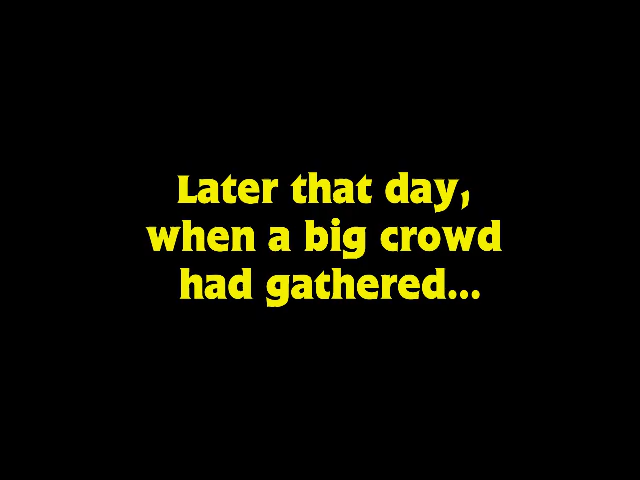 Later that day,
when a big crowd
had gathered...